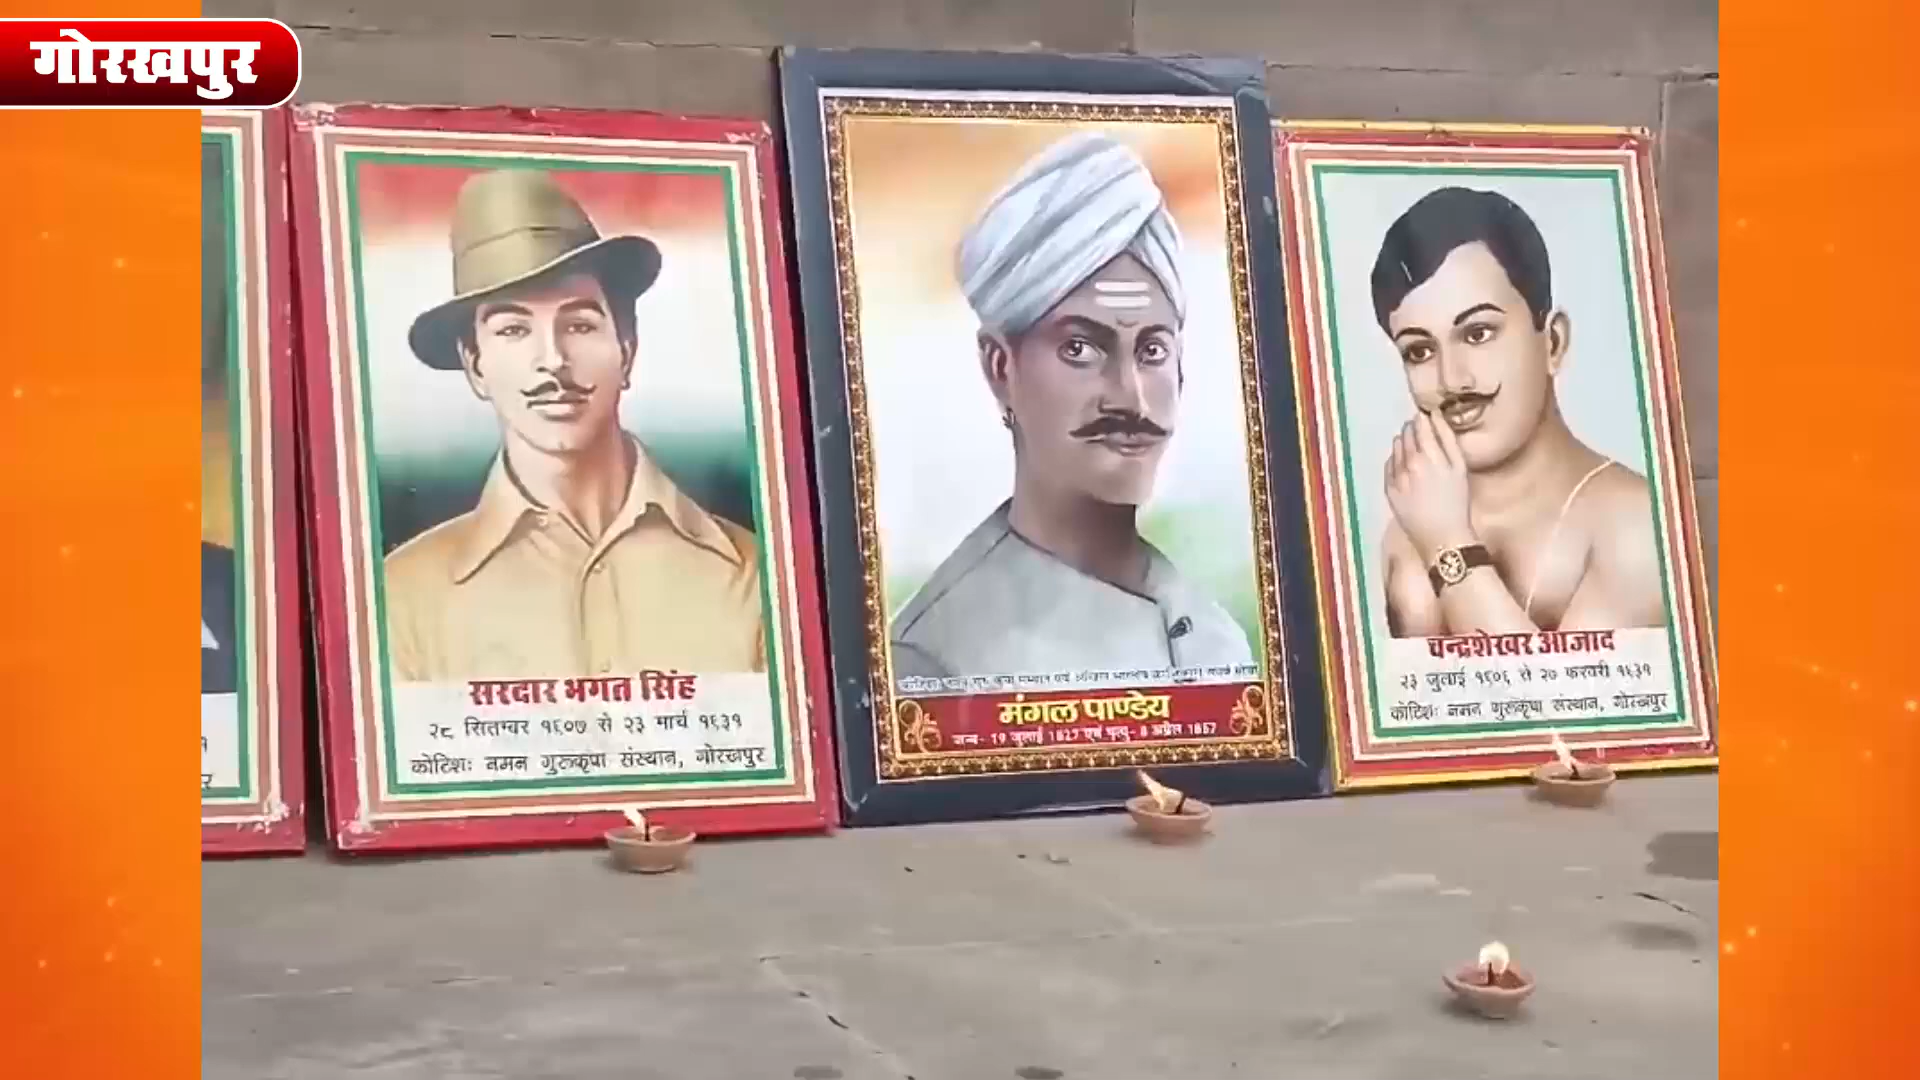 गोरखपुर
सरदार भगत सिंह
२८ सितम्बर १९०७ से २३ मार्च १९३१
कोटिशः नमन गुरुकृपा संस्थान, गोरखपुर
मंगल पाण्डेय
जन्म- 19 जुलाई 1827 एवं मृत्यु- 8 अप्रैल 1857
चन्द्रशेखर आजाद
२३ जुलाई १९०६ से २७ फरवरी १९३१
कोटिशः नमन गुरुकृपा संस्थान, गोरखपुर